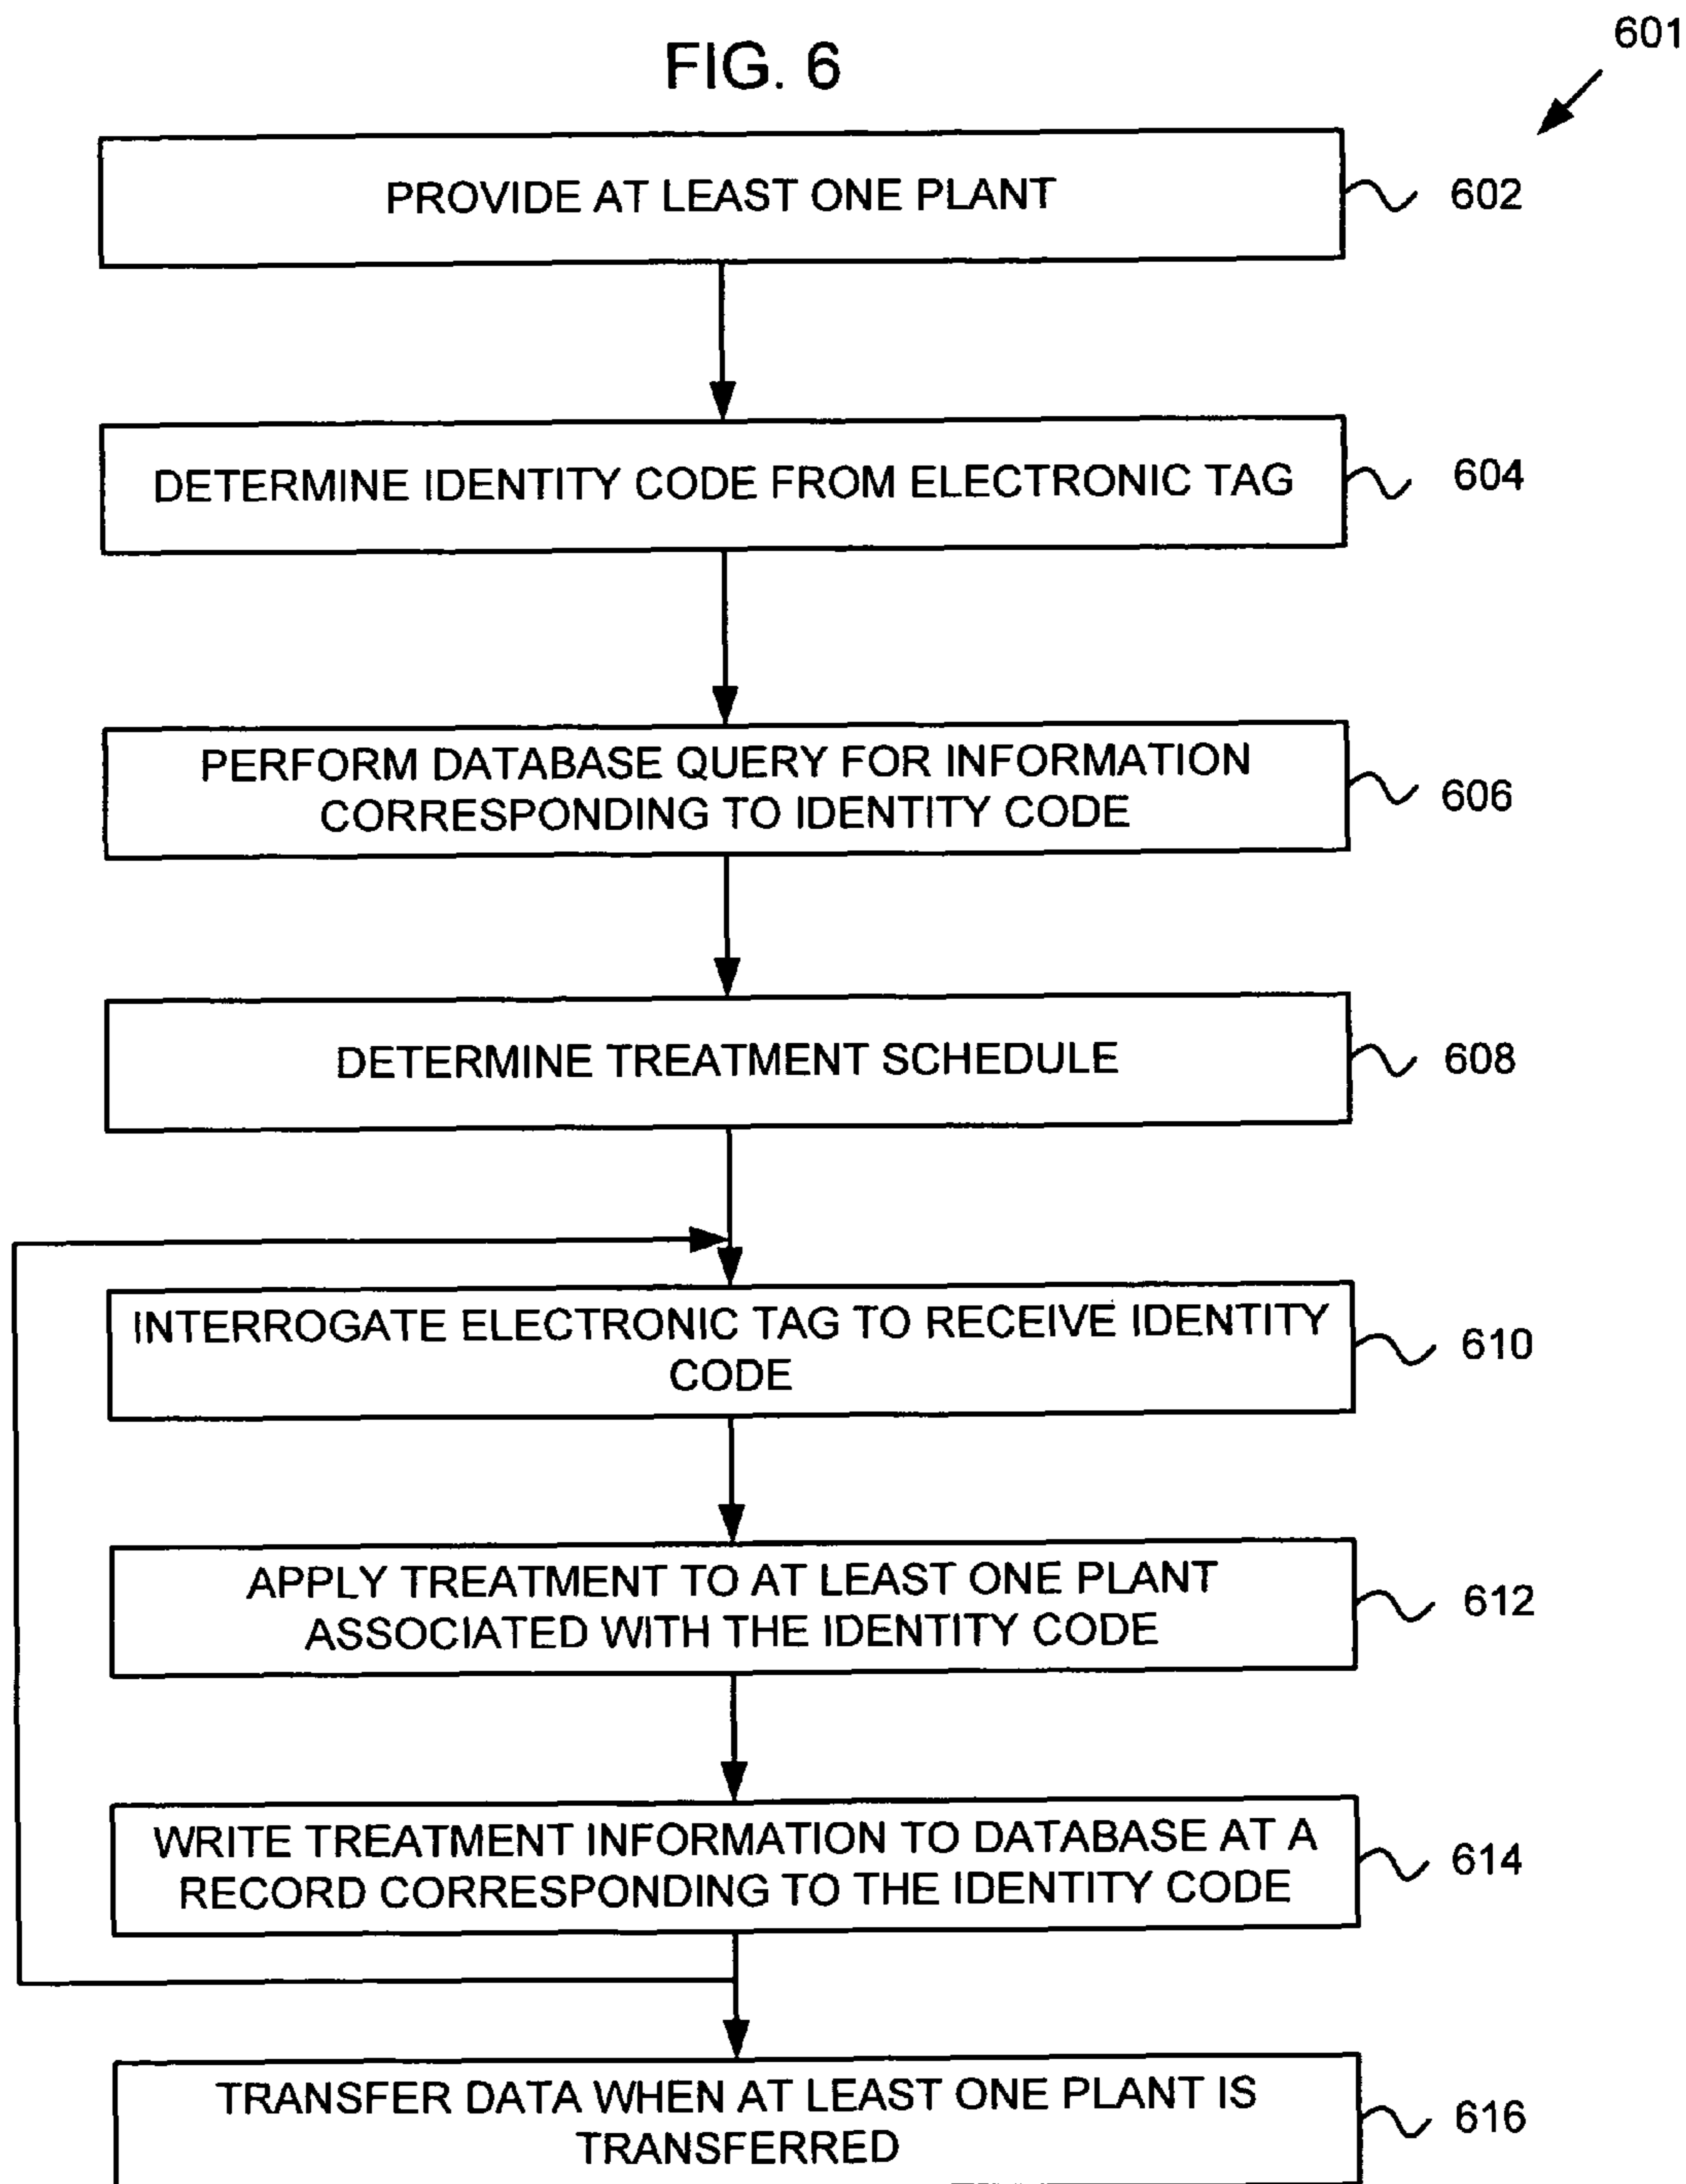 601
FIG. 6
PROVIDE AT LEAST ONE PLANT
602
DETERMINE IDENTITY CODE FROM ELECTRONIC TAG
604
PERFORM DATABASE QUERY FOR INFORMATION
CORRESPONDING TO IDENTITY CODE
606
DETERMINE TREATMENT SCHEDULE
608
INTERROGATE ELECTRONIC TAG TO RECEIVE IDENTITY
CODE
610
APPLY TREATMENT TO AT LEAST ONE PLANT
ASSOCIATED WITH THE IDENTITY CODE
612
WRITE TREATMENT INFORMATION TO DATABASE AT A
RECORD CORRESPONDING TO THE IDENTITY CODE
614
TRANSFER DATA WHEN AT LEAST ONE PLANT IS
TRANSFERRED
616